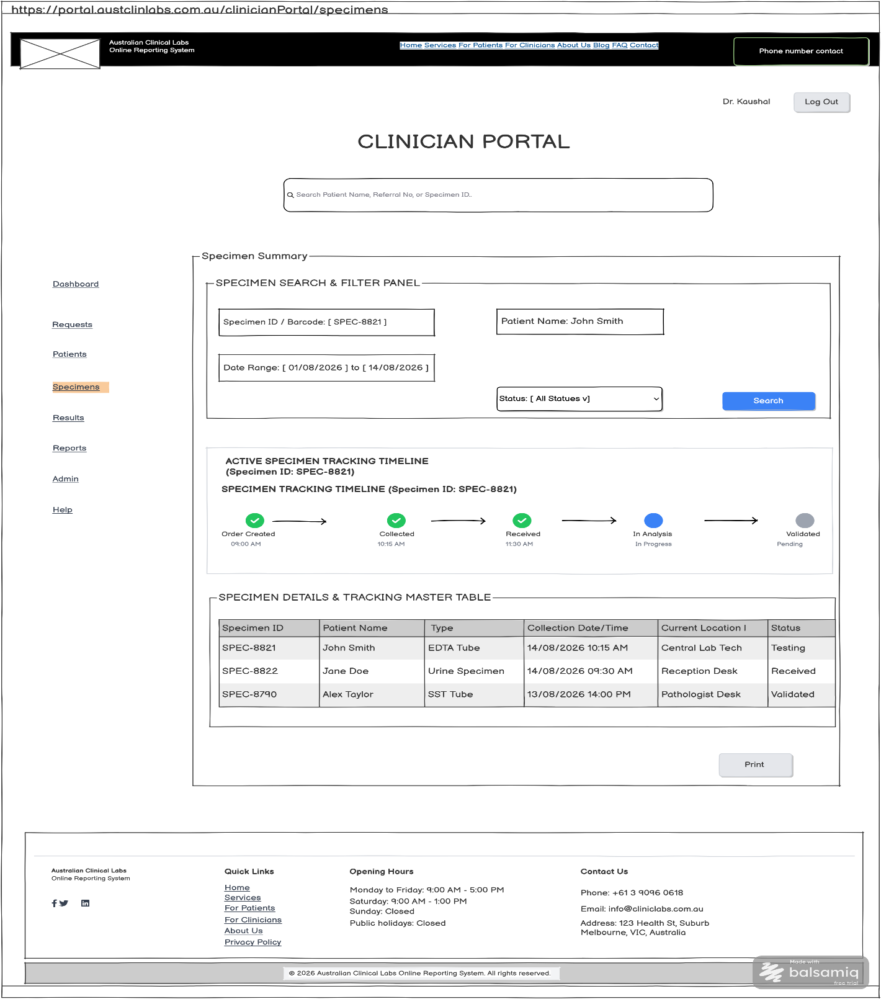 https://portal.austclinlabs.com.au/clinicianPortal/specimens
Australian Clinical Labs
Online Reporting System
Home Services For Patients For Clinicians About Us Blog FAQ Contact
Phone number contact
Dr. Kaushal
Log Out
CLINICIAN PORTAL
Search Patient Name, Referral No, or Specimen ID..
Dashboard
Requests
Patients
Specimens
Results
Reports
Admin
Help
Specimen Summary
SPECIMEN SEARCH & FILTER PANEL
Specimen ID / Barcode: [ SPEC-8821 ]
Patient Name: John Smith
Date Range: [ 01/08/2026 ] to [ 14/08/2026 ]
Status: [ All Statues v]
Search
ACTIVE SPECIMEN TRACKING TIMELINE
(Specimen ID: SPEC-8821)
SPECIMEN TRACKING TIMELINE (Specimen ID: SPEC-8821)
Order Created
09:00 AM
Collected
10:15 AM
Received
11:30 AM
In Analysis
In Progress
Validated
Pending
SPECIMEN DETAILS & TRACKING MASTER TABLE
Specimen ID Patient Name Type Collection Date/Time Current Location l Status
SPEC-8821 John Smith EDTA Tube 14/08/2026 10:15 AM Central Lab Tech Testing
SPEC-8822 Jane Doe Urine Specimen 14/08/2026 09:30 AM Reception Desk Received
SPEC-8790 Alex Taylor SST Tube 13/08/2026 14:00 PM Pathologist Desk Validated
Print
Australian Clinical Labs
Online Reporting System
Quick Links
Home
Services
For Patients
For Clinicians
About Us
Privacy Policy
Opening Hours
Monday to Friday: 9:00 AM - 5:00 PM
Saturday: 9:00 AM - 1:00 PM
Sunday: Closed
Public holidays: Closed
Contact Us
Phone: +61 3 9096 0618
Email: info@cliniclabs.com.au
Address: 123 Health St, Suburb
Melbourne, VIC, Australia
© 2026 Australian Clinical Labs Online Reporting System. All rights reserved.
Made with
balsamiq
free trial